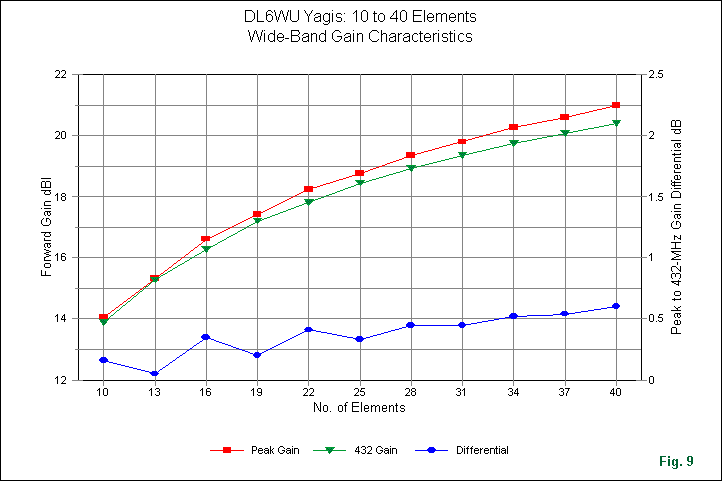 DL6WU Yagis: 10 to 40 Elements
Wide-Band Gain Characteristics
22
20
18
16
14
12
Forward Gain dBI
2.5
2
1.5
1
0.5
0
Peak to 432-MHz Gain Differential dB
10 13 16 19 22 25 28 31 34 37 40
No. of Elements
Peak Gain 432 Gain Differential
Fig. 9